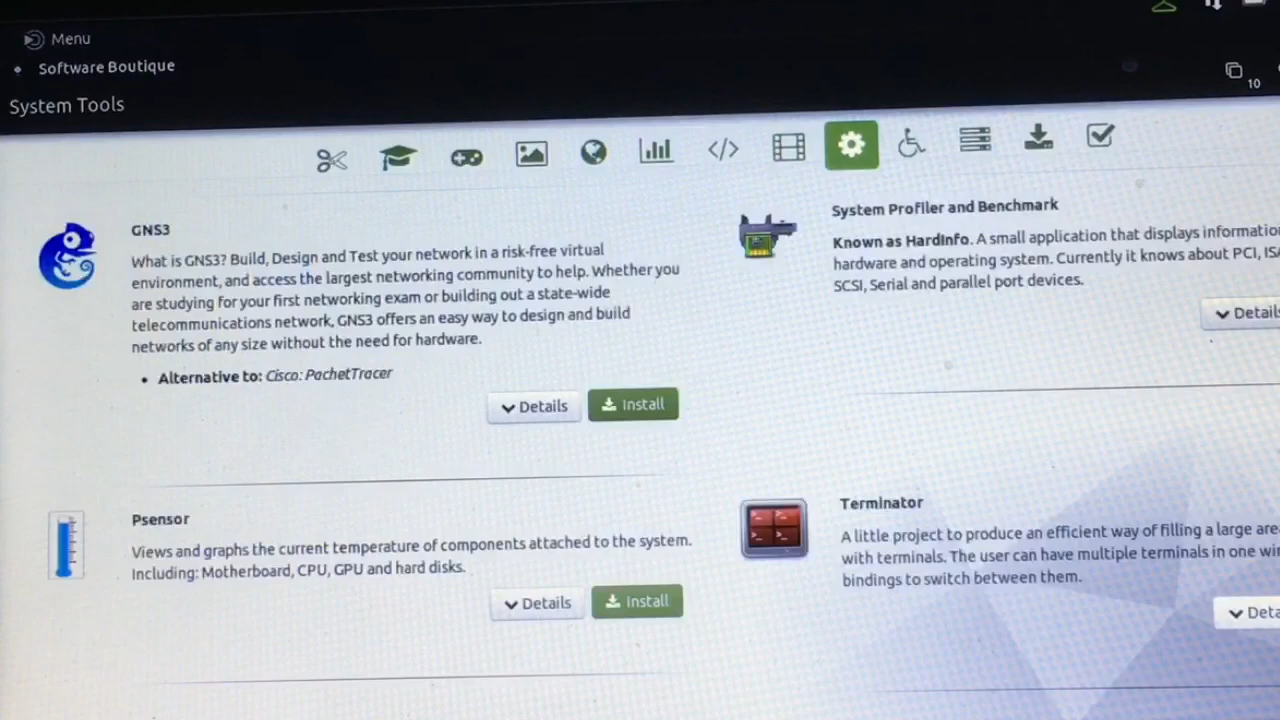 Menu
Software Boutique
10
System Tools
GNS3
What is GNS3? Build, Design and Test your network in a risk-free virtual
environment, and access the largest networking community to help. Whether you
are studying for your first networking exam or building out a state-wide
telecommunications network, GNS3 offers an easy way to design and build
networks of any size without the need for hardware.
• Alternative to: Cisco: PachetTracer
Details
Install
System Profiler and Benchmark
Known as HardInfo. A small application that displays informatio
hardware and operating system. Currently it knows about PCI, ISA
SCSI, Serial and parallel port devices.
Details
Psensor
Views and graphs the current temperature of components attached to the system.
Including: Motherboard, CPU, GPU and hard disks.
Details
Install
Terminator
A little project to produce an efficient way of filling a large are
with terminals. The user can have multiple terminals in one wi
bindings to switch between them.
Deta